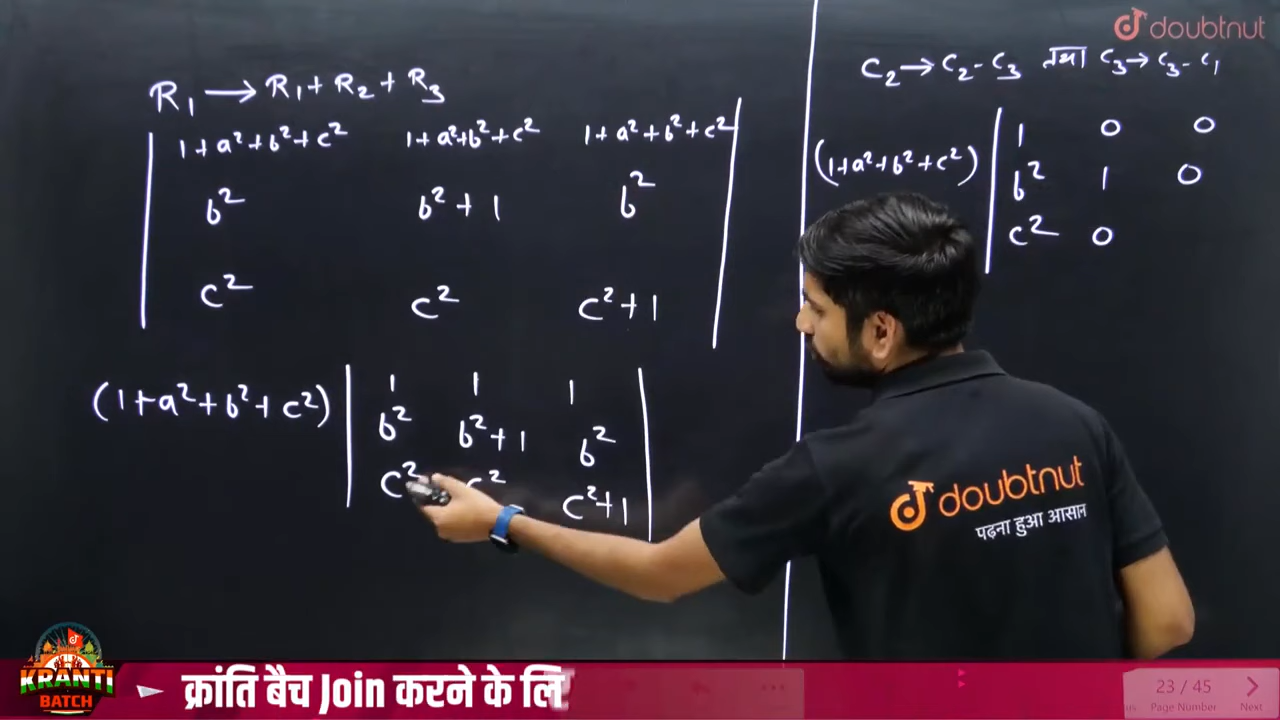 doubtnut
R₁ → R₁ + R₂ + R₃
1+a²+b²+c² 1+a²+b²+c² 1+a²+b²+c²
b² b²+1 b²
c² c² c²+1
(1+a²+b²+c²) | 1 1 1 |
b² b²+1 b²
c² c² c²+1
C₂ → C₂ - C₃ तथा C₃ → C₃ - C₁
(1+a²+b²+c²) | 1 0 0
b² 1 0
c² 0
doubtnut
पढ़ना हुआ आसान
KRANTI
BATCH
क्रांति बैच Join करने के लि
23 / 45
Page Number
Next